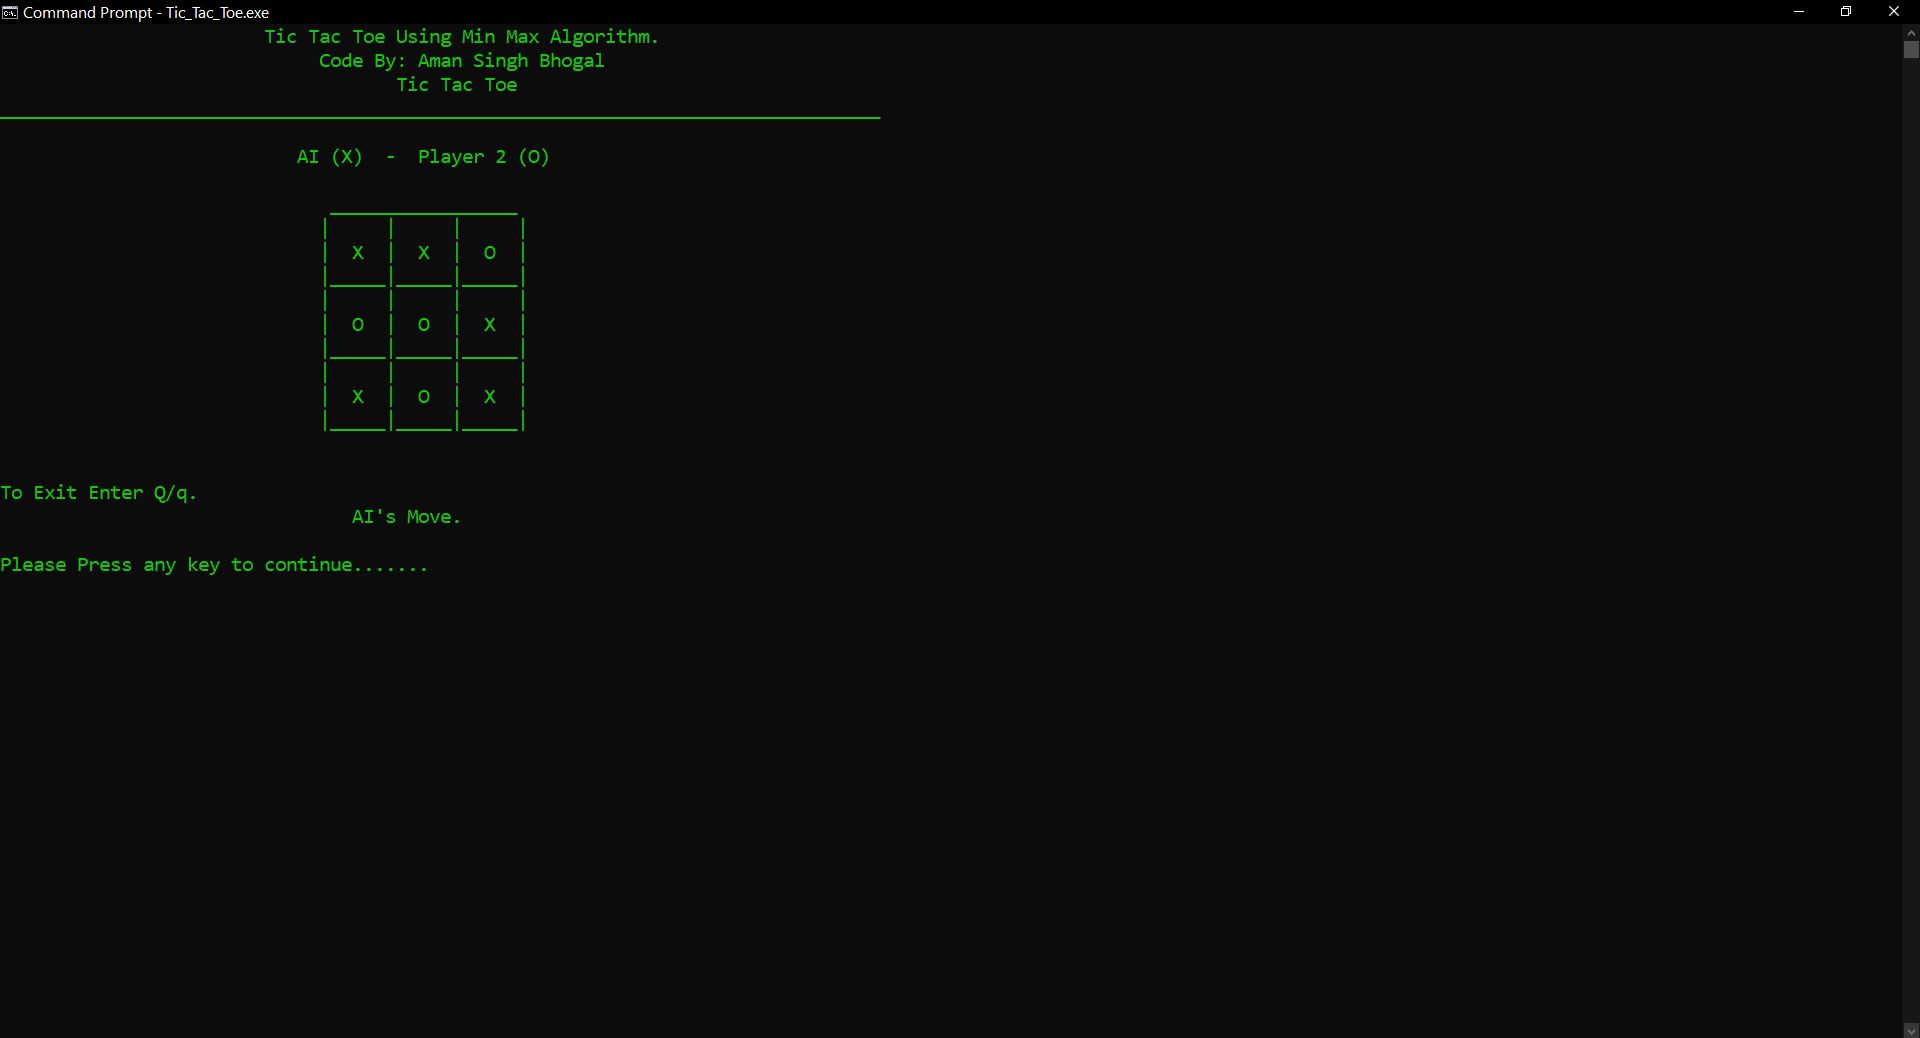 Command Prompt - Tic_Tac_Toe.exe
Tic Tac Toe Using Min Max Algorithm.
Code By: Aman Singh Bhogal
Tic Tac Toe
AI (X)  -  Player 2 (O)
X | X | O
O | O | X
X | O | X
To Exit Enter Q/q.
AI's Move.
Please Press any key to continue.......